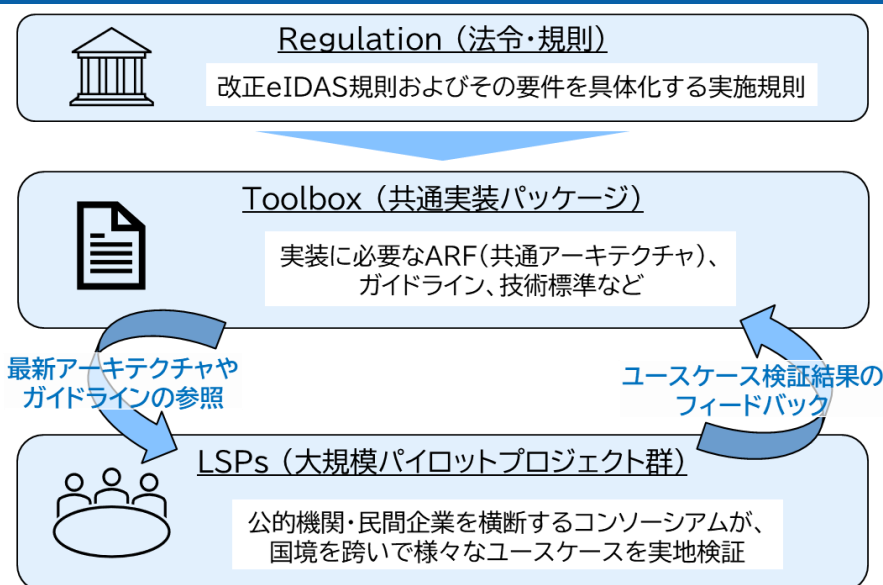 Regulation（法令・規則）
改正eIDAS規則およびその要件を具体化する実施規則
Toolbox（共通実装パッケージ）
実装に必要なARF(共通アーキテクチャ)、
ガイドライン、技術標準など
最新アーキテクチャや
ガイドラインの参照
ユースケース検証結果の
フィードバック
LSPs（大規模パイロットプロジェクト群）
公的機関・民間企業を横断するコンソーシアムが、
国境を跨いで様々なユースケースを実地検証